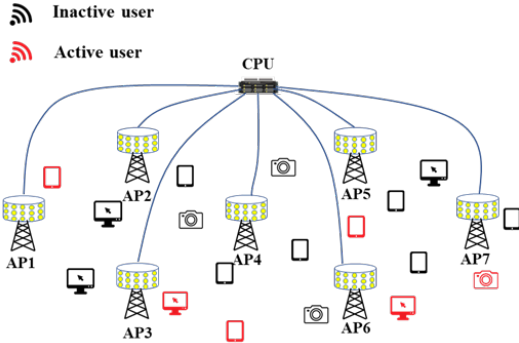 Inactive user
Active user
CPU
AP2
AP5
AP1
AP4
AP7
AP3
AP6